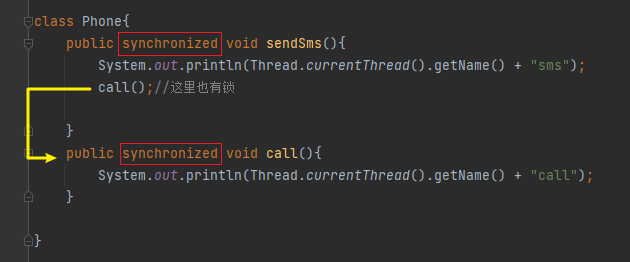 class Phone{
public synchronized void sendSms(){
System.out.println(Thread.currentThread().getName() + "sms");
call();//这里也有锁
}
public synchronized void call(){
System.out.println(Thread.currentThread().getName() + "call");
}
}